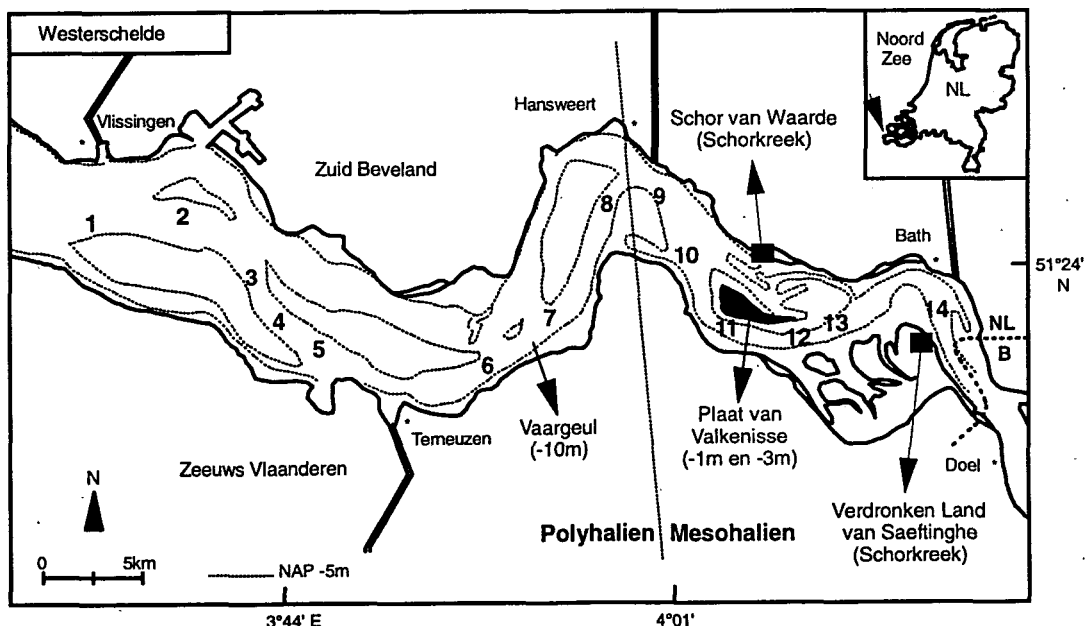 Westerschelde
Noord
Zee
NL
Vlissingen
Hansweert
Schor van Waarde
(Schorkreek)
Zuid Beveland
1
2
3
4
5
6
7
8
9
10
11
12
13
14
Bath
51°24'
N
NL
B
Vaargeul
(-10m)
Terneuzen
Plaat van
Valkenisse
(-1m en -3m)
Zeeuws Vlaanderen
Doel
N
Verdronken Land
van Saeftinghe
(Schorkreek)
Polyhalien
Mesohalien
0
5km
NAP -5m
3°44' E
4°01'